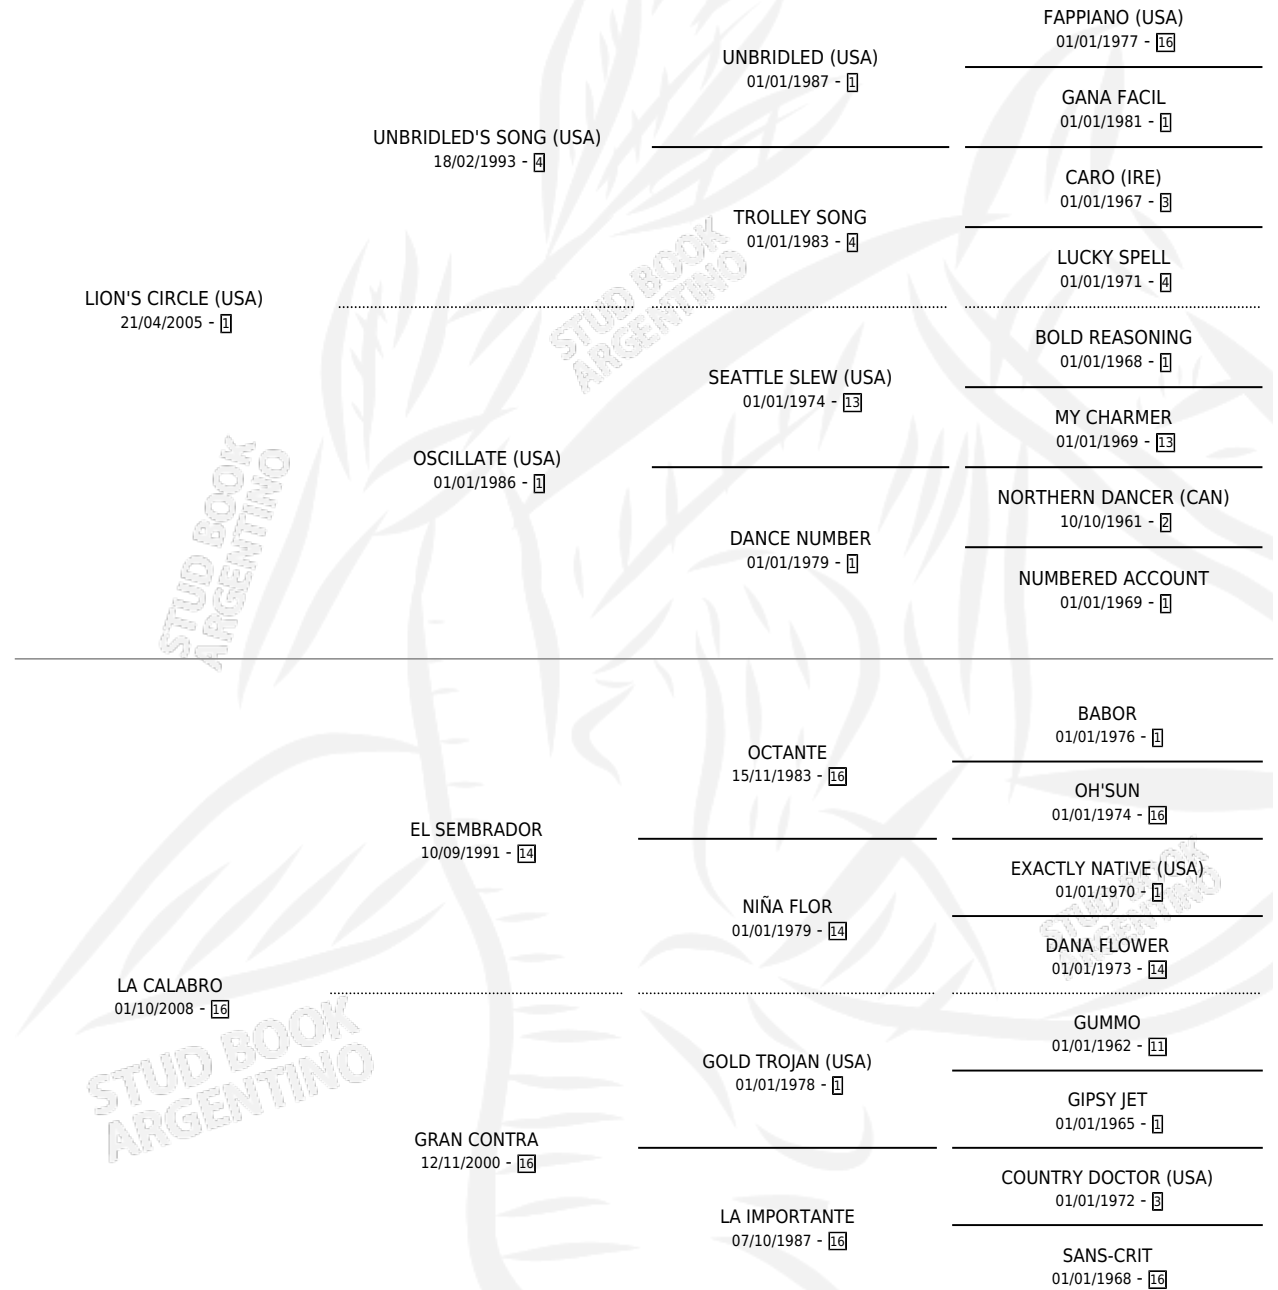 FAPPIANO (USA)
01/01/1977 - 16
UNBRIDLED (USA)
01/01/1987 - 1
GANA FACIL
01/01/1981 - 1
UNBRIDLED'S SONG (USA)
18/02/1993 - 4
CARO (IRE)
01/01/1967 - 3
TROLLEY SONG
01/01/1983 - 4
LUCKY SPELL
01/01/1971 - 4
LION'S CIRCLE (USA)
21/04/2005 - 1
STUD BOOK
ARGENTINO
BOLD REASONING
01/01/1968 - 1
SEATTLE SLEW (USA)
01/01/1974 - 13
MY CHARMER
01/01/1969 - 13
OSCILLATE (USA)
01/01/1986 - 1
NORTHERN DANCER (CAN)
10/10/1961 - 2
DANCE NUMBER
01/01/1979 - 1
NUMBERED ACCOUNT
01/01/1969 - 1
STUD BOOK
ARGENTINO
BABOR
01/01/1976 - 1
OCTANTE
15/11/1983 - 16
OH'SUN
01/01/1974 - 16
EL SEMBRADOR
10/09/1991 - 14
EXACTLY NATIVE (USA)
01/01/1970 - 1
STUD BOOK
ARGENTINO
NIÑA FLOR
01/01/1979 - 14
DANA FLOWER
01/01/1973 - 14
LA CALABRO
01/10/2008 - 16
STUD BOOK
ARGENTINO
GUMMO
01/01/1962 - 11
GOLD TROJAN (USA)
01/01/1978 - 1
GIPSY JET
01/01/1965 - 1
GRAN CONTRA
12/11/2000 - 16
COUNTRY DOCTOR (USA)
01/01/1972 - 3
LA IMPORTANTE
07/10/1987 - 16
SANS-CRIT
01/01/1968 - 16